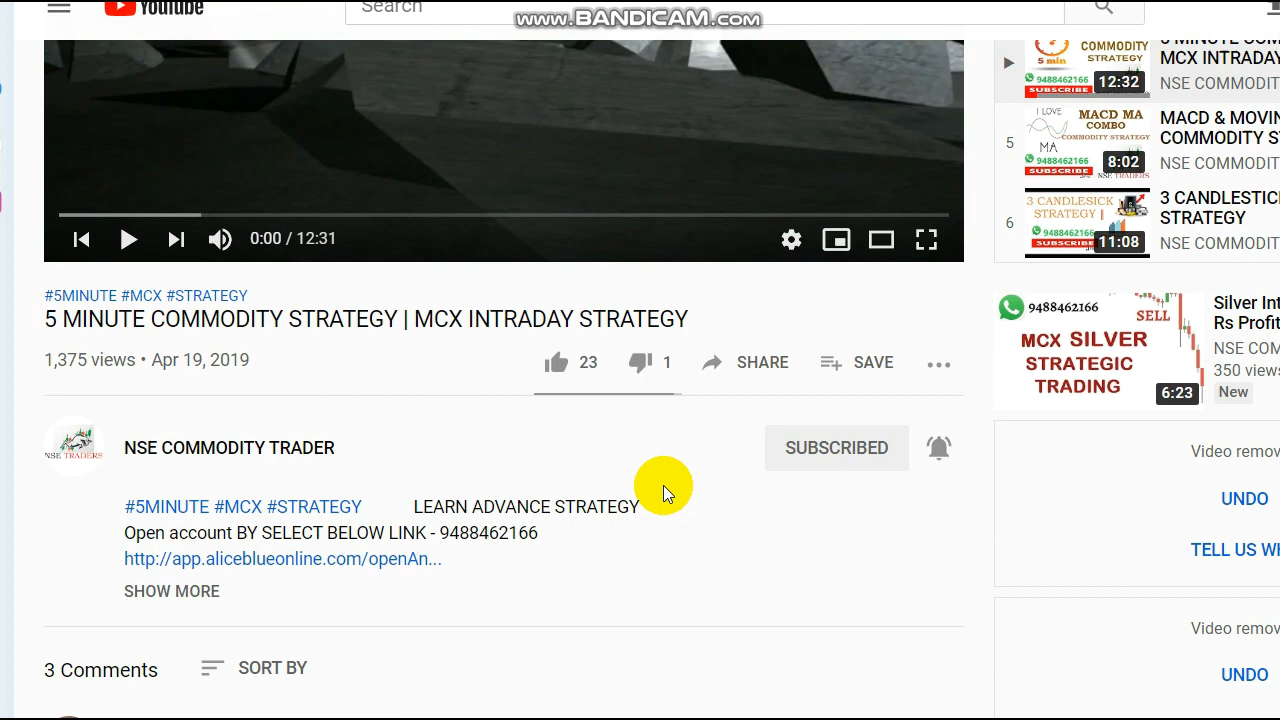 YouTube
Search
www.BANDICAM.com
0:00 / 12:31
#5MINUTE #MCX #STRATEGY
5 MINUTE COMMODITY STRATEGY | MCX INTRADAY STRATEGY
1,375 views • Apr 19, 2019
23
1
SHARE
SAVE
NSE COMMODITY TRADER
SUBSCRIBED
NSE TRADERS
#5MINUTE #MCX #STRATEGY LEARN ADVANCE STRATEGY
Open account BY SELECT BELOW LINK - 9488462166
http://app.aliceblueonline.com/openAn...
SHOW MORE
3 Comments
SORT BY
COMMODITY
STRATEGY
5 min
9488462166
SUBSCRIBE
12:32
MCX INTRADAY
NSE COMMODIT
5
I LOVE
MA
MACD MA
COMBO
COMMODITY STRATEGY
9488462166
SUBSCRIBE
NSE TRADERS
8:02
MACD & MOVIN
COMMODITY S
NSE COMMODIT
6
3 CANDLESICK
STRATEGY |
9488462166
SUBSCRIBE
11:08
3 CANDLESTIC
STRATEGY
NSE COMMODIT
9488462166
SELL
MCX SILVER
STRATEGIC
TRADING
6:23
Silver Int
Rs Profit
NSE COM
350 views
New
Video remov
UNDO
TELL US WH
Video remov
UNDO